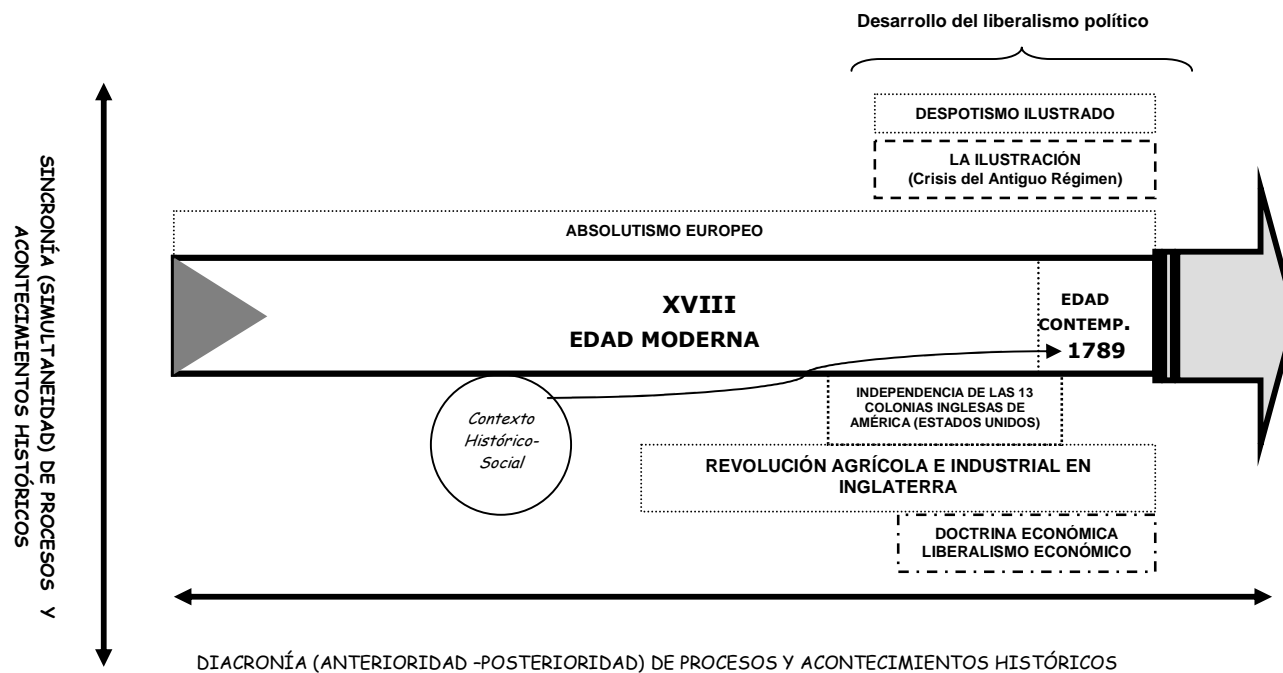 Desarrollo del liberalismo político
DESPOTISMO ILUSTRADO
LA ILUSTRACIÓN
(Crisis del Antiguo Régimen)
ABSOLUTISMO EUROPEO
XVIII
EDAD MODERNA
EDAD
CONTEMP.
1789
Contexto
Histórico-
Social
INDEPENDENCIA DE LAS 13
COLONIAS INGLESAS DE
AMÉRICA (ESTADOS UNIDOS)
REVOLUCIÓN AGRÍCOLA E INDUSTRIAL EN
INGLATERRA
DOCTRINA ECONÓMICA
LIBERALISMO ECONÓMICO
SINCRONÍA (SIMULTANEIDAD) DE PROCESOS Y
ACONTECIMIENTOS HISTÓRICOS
DIACRONÍA (ANTERIORIDAD -POSTERIORIDAD) DE PROCESOS Y ACONTECIMIENTOS HISTÓRICOS